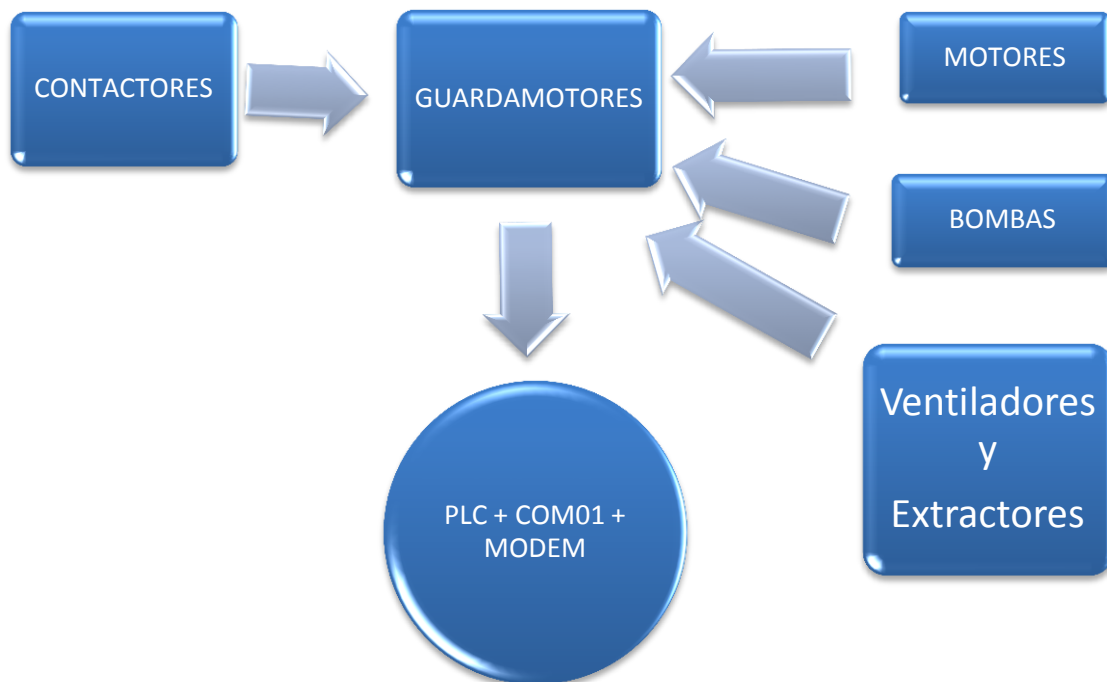 CONTACTORES
GUARDAMOTORES
MOTORES
BOMBAS
Ventiladores
y
Extractores
PLC + COM01 +
MODEM